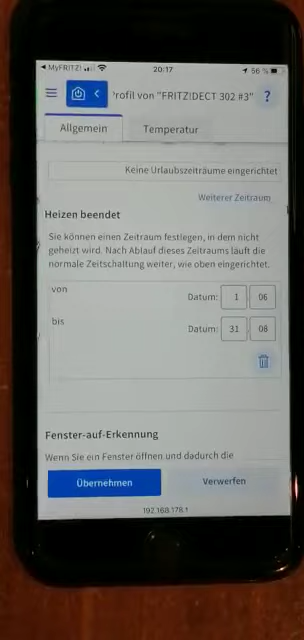 MyFRITZ!
20:17
56 %
'rofil von "FRITZ!DECT 302 #3"
?
Allgemein
Temperatur
Keine Urlaubszeiträume eingerichtet
Weiterer Zeitraum
Heizen beendet
Sie können einen Zeitraum festlegen, in dem nicht
geheizt wird. Nach Ablauf dieses Zeitraums läuft die
normale Zeitschaltung weiter, wie oben eingerichtet.
von
Datum: 1 06
bis
Datum: 31 08
Fenster-auf-Erkennung
Wenn Sie ein Fenster öffnen und dadurch die
Übernehmen
Verwerfen
192.168.178.1